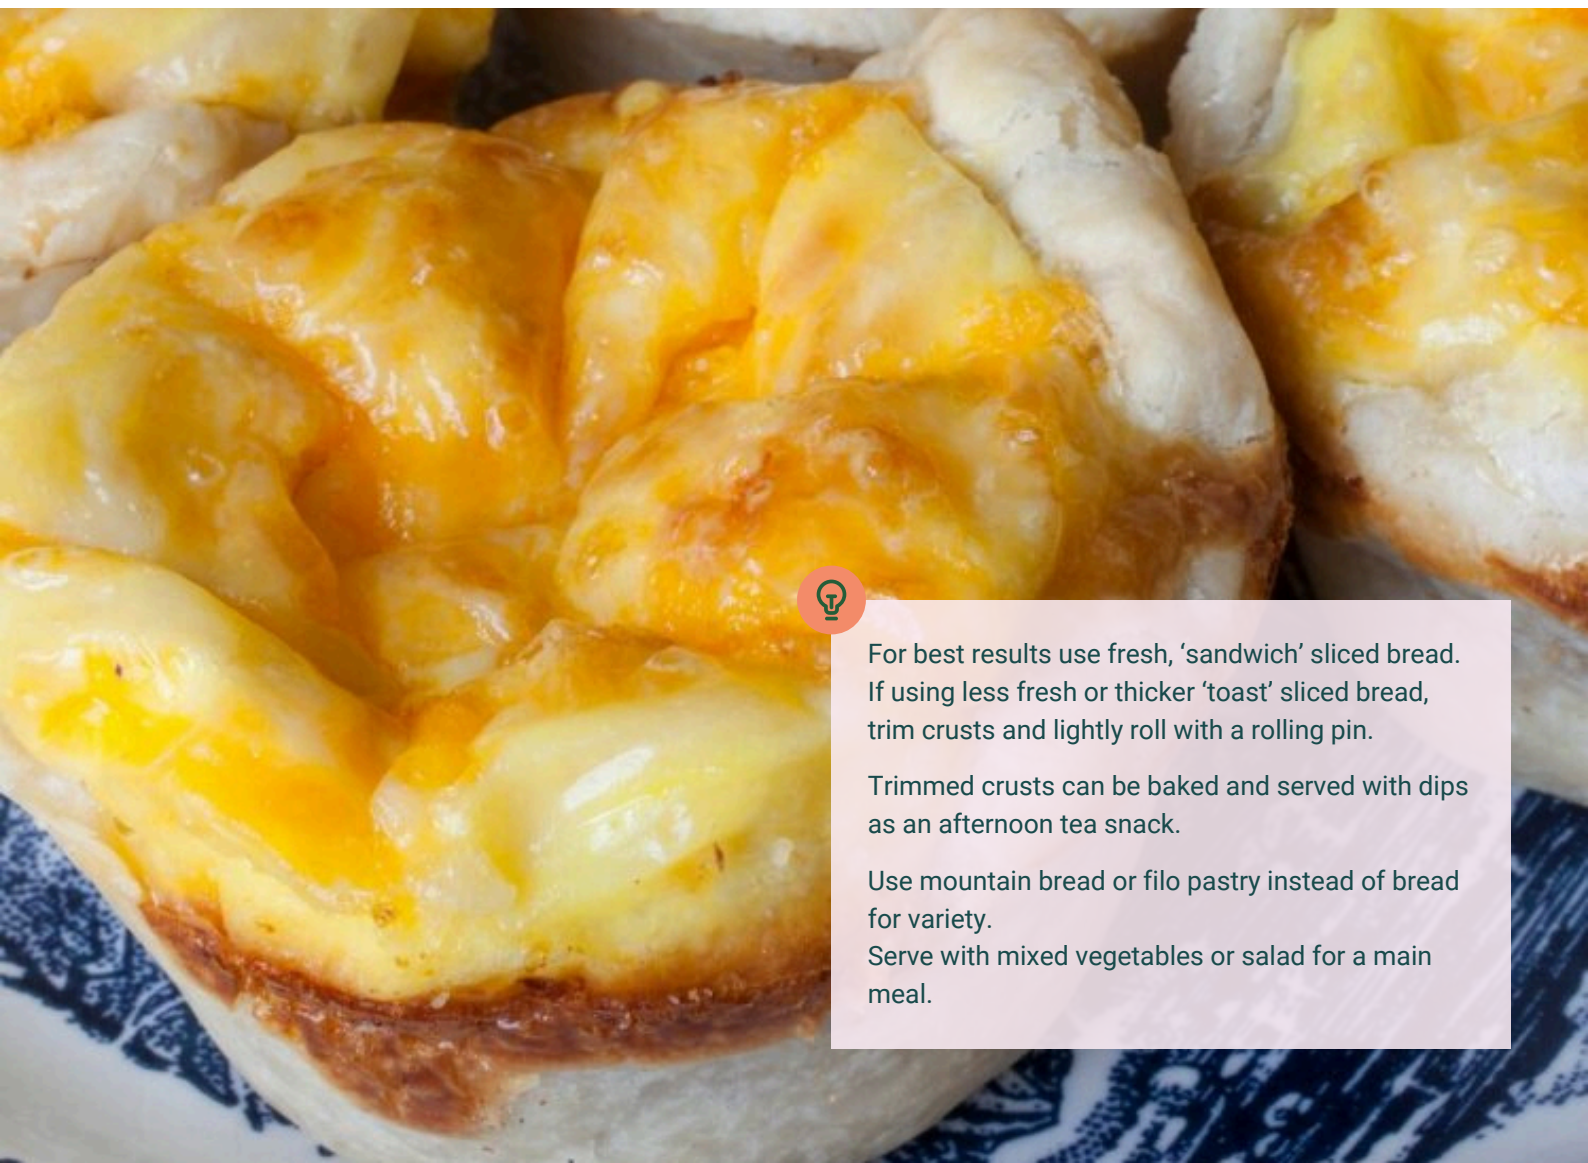 For best results use fresh, ‘sandwich’ sliced bread.
If using less fresh or thicker ‘toast’ sliced bread,
trim crusts and lightly roll with a rolling pin.
Trimmed crusts can be baked and served with dips
as an afternoon tea snack.
Use mountain bread or filo pastry instead of bread
for variety.
Serve with mixed vegetables or salad for a main
meal.